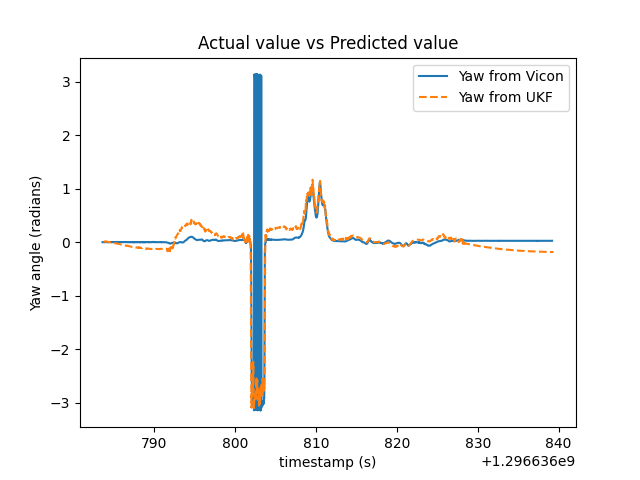 Actual value vs Predicted value
Yaw from Vicon
Yaw from UKF
Yaw angle (radians)
3
2
1
0
−1
−2
−3
790 800 810 820 830 840
timestamp (s)
+1.296636e9